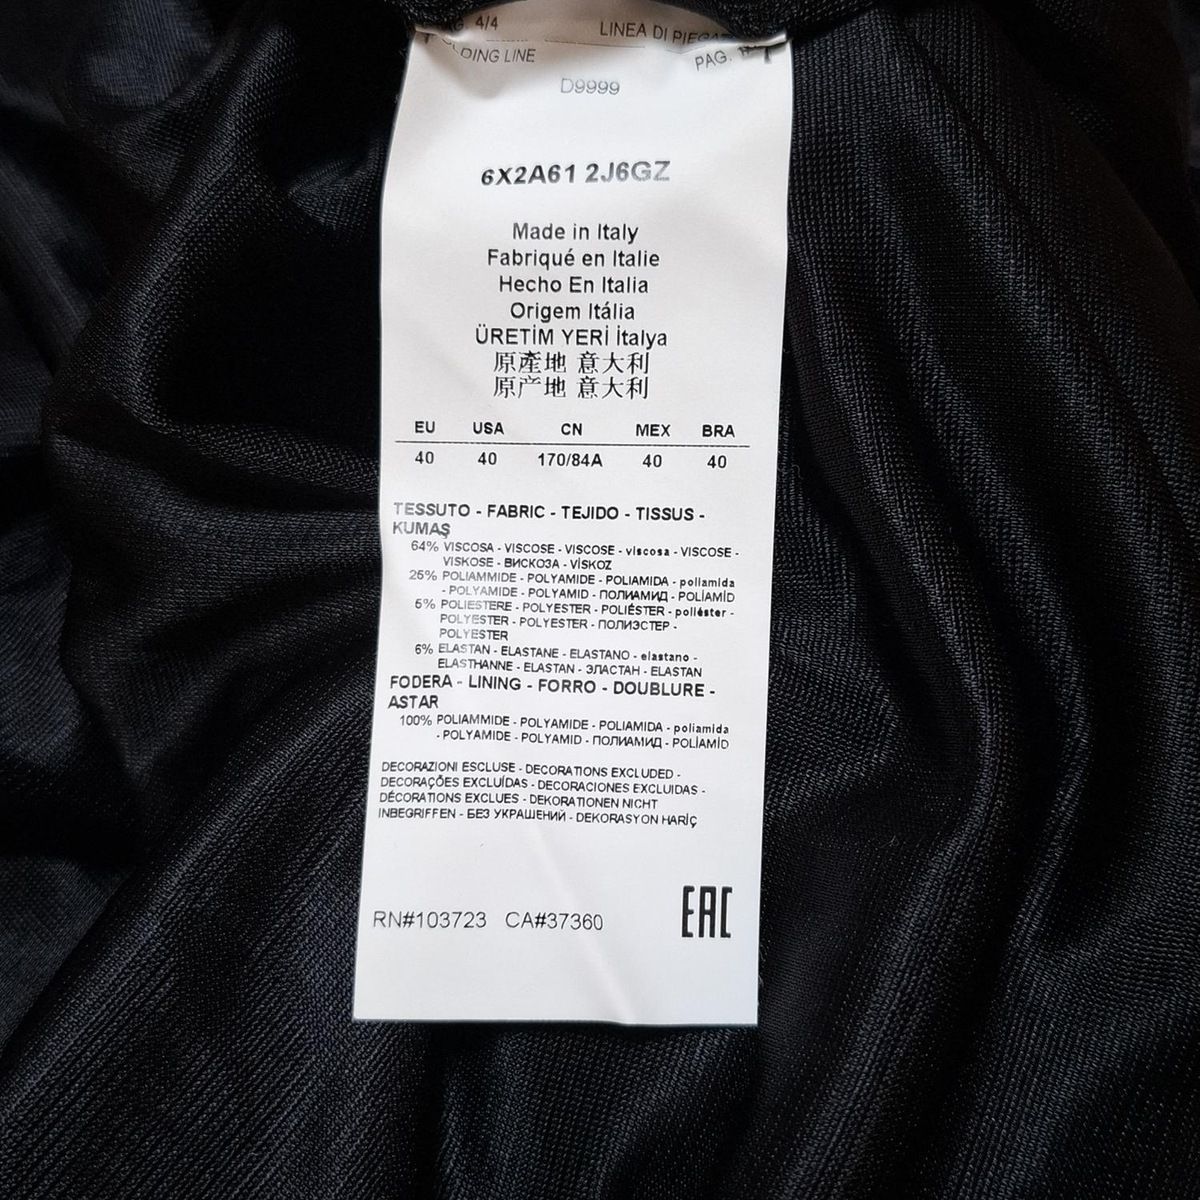 4/4 LINEA DI
DING LINE PAG.
D9999
6X2A61 2J6GZ
Made in Italy
Fabriqué en Italie
Hecho En Italia
Origem Itália
ÜRETİM YERİ İtalya
原產地 意大利
原产地 意大利
EU USA CN MEX BRA
40 40 170/84A 40 40
TESSUTO - FABRIC - TEJIDO - TISSUS -
KUMAŞ
64% VISCOSA - VISCOSE - VISCOSE - viscosa - VISCOSE -
VISKOSE - ВИСКОЗА - VİSKOZ
25% POLIAMMIDE - POLYAMIDE - POLIAMIDA - poliamida
- POLYAMIDE - POLYAMID - ПОЛИАМИД - POLİAMİD
5% POLIESTERE - POLYESTER - POLIÉSTER - poliéster -
POLYESTER - POLYESTER - ПОЛИЭСТЕР -
POLYESTER
6% ELASTAN - ELASTANE - ELASTANO - elastano -
ELASTHANNE - ELASTAN - ЭЛАСТАН - ELASTAN
FODERA - LINING - FORRO - DOUBLURE -
ASTAR
100% POLIAMMIDE - POLYAMIDE - POLIAMIDA - poliamida
- POLYAMIDE - POLYAMID - ПОЛИАМИД - POLİAMİD
DECORAZIONI ESCLUSE - DECORATIONS EXCLUDED -
DECORAÇÕES EXCLUÍDAS - DECORACIONES EXCLUIDAS -
DÉCORATIONS EXCLUES - DEKORATIONEN NICHT
INBEGRIFFEN - БЕЗ УКРАШЕНИЙ - DEKORASYON HARİÇ
RN#103723 CA#37360 EAC